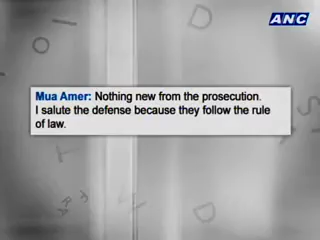 ANC
Mua Amer: Nothing new from the prosecution.
I salute the defense because they follow the rule
of law.